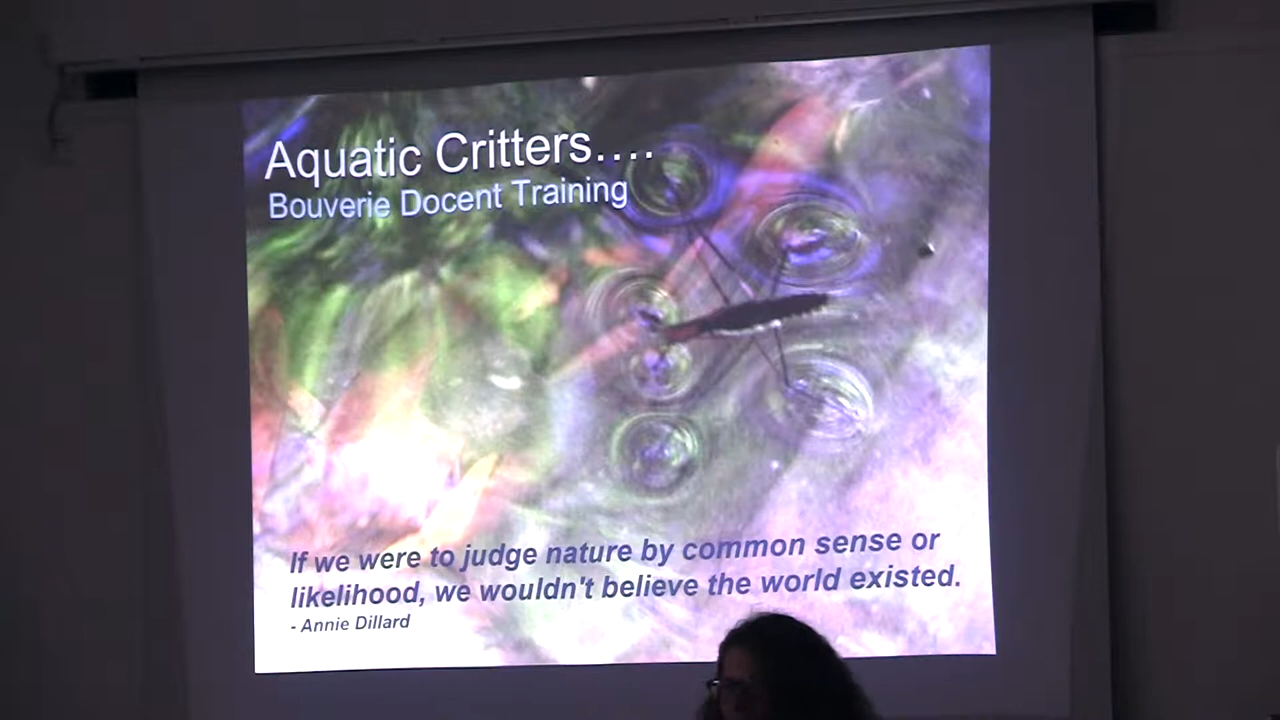 Aquatic Critters....
Bouverie Docent Training
If we were to judge nature by common sense or
likelihood, we wouldn't believe the world existed.
- Annie Dillard